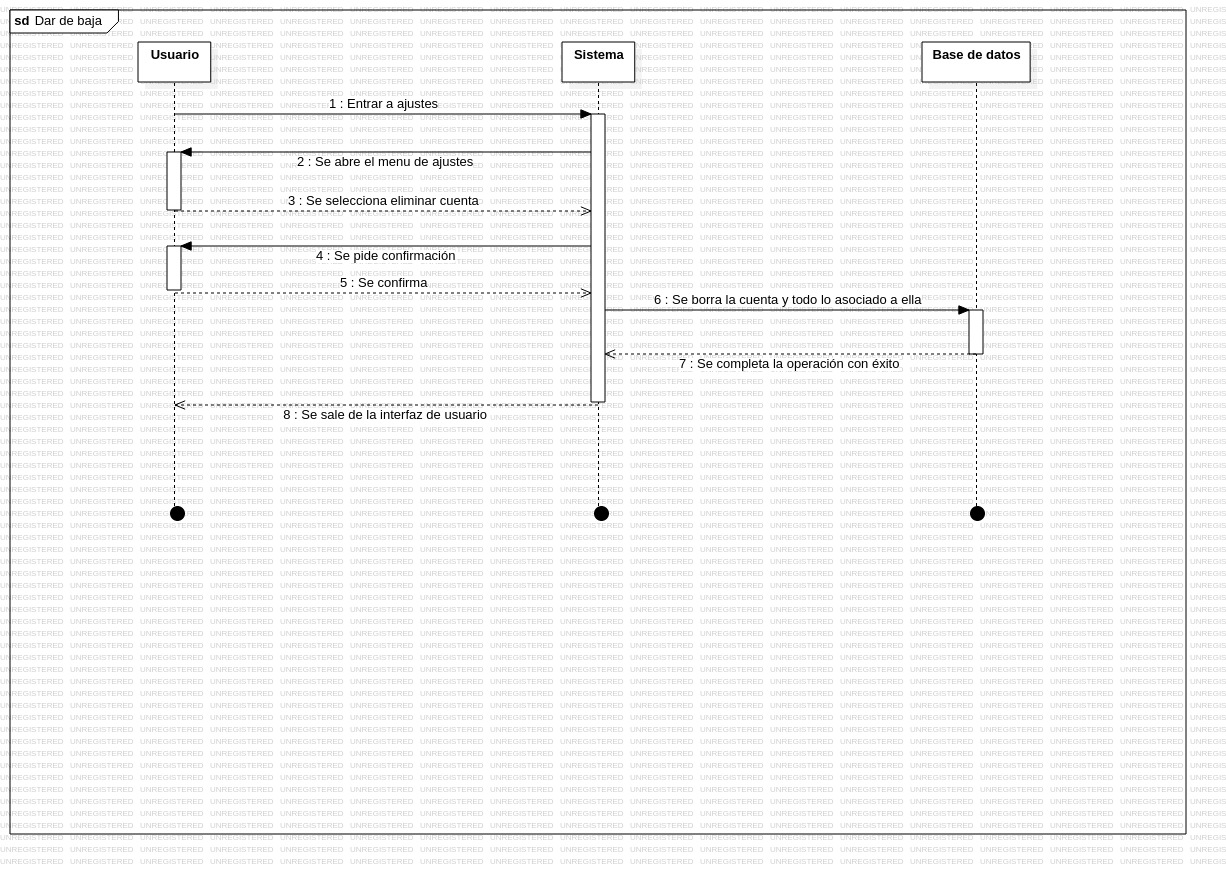 sd Dar de baja
Usuario
Sistema
Base de datos
1 : Entrar a ajustes
2 : Se abre el menu de ajustes
3 : Se selecciona eliminar cuenta
4 : Se pide confirmación
5 : Se confirma
6 : Se borra la cuenta y todo lo asociado a ella
7 : Se completa la operación con éxito
8 : Se sale de la interfaz de usuario
UNREGISTERED